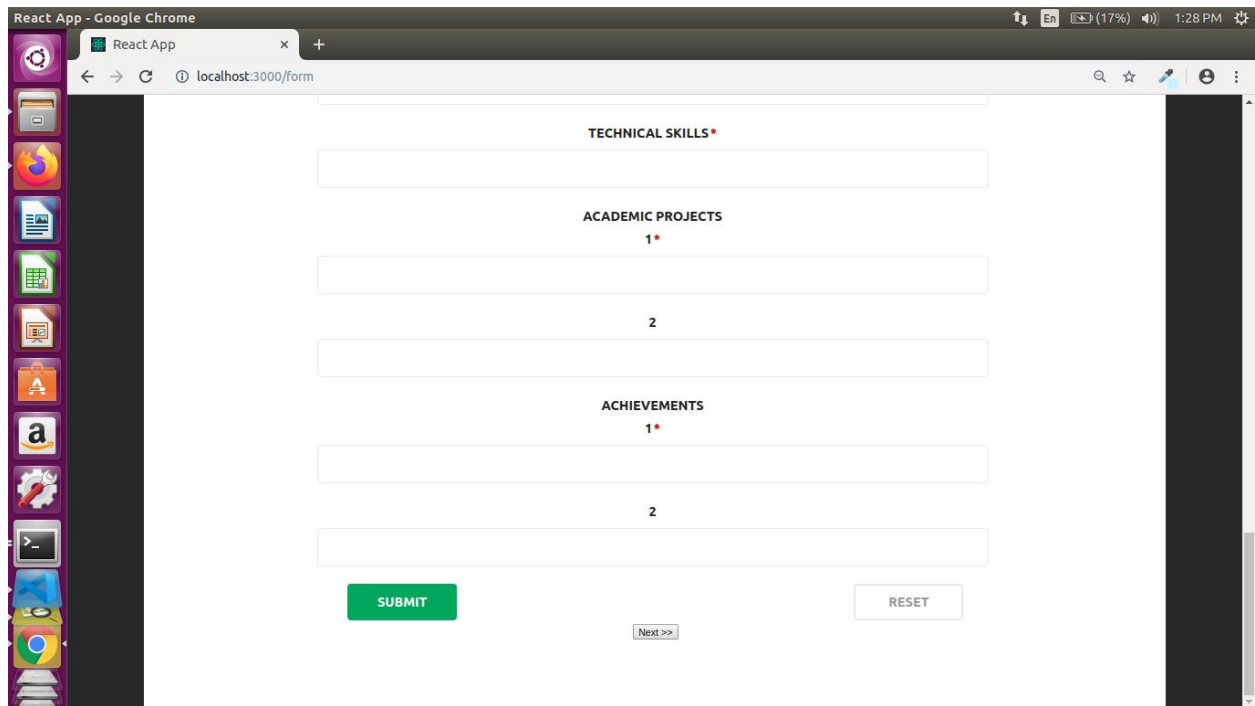 React App - Google Chrome
En (17%) 1:28 PM
React App
localhost:3000/form
TECHNICAL SKILLS*
ACADEMIC PROJECTS
1*
2
ACHIEVEMENTS
1*
2
SUBMIT RESET
Next >>